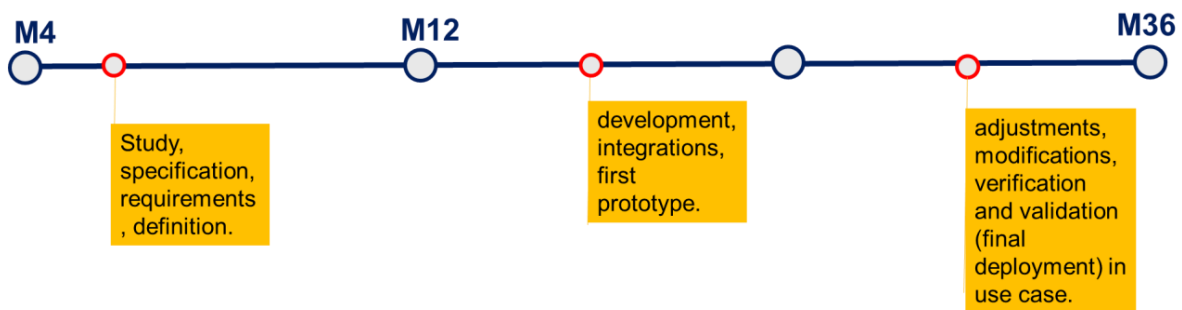 M4
M12
M36
Study,
specification,
requirements
, definition.
development,
integrations,
first
prototype.
adjustments,
modifications,
verification
and validation
(final
deployment) in
use case.